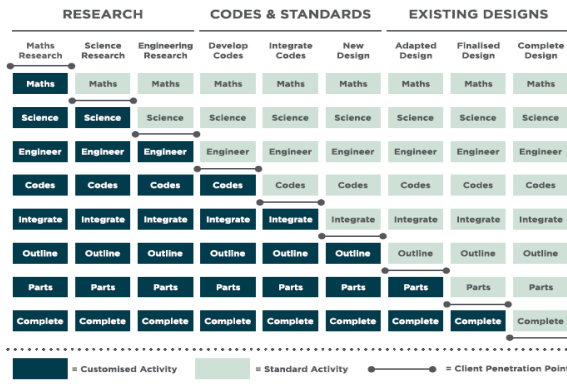 RESEARCH CODES & STANDARDS EXISTING DESIGNS
Maths Science Engineering Develop Integrate New Adapted Finalised Complete
Research Research Research Codes Codes Design Design Design Design
Maths Maths Maths Maths Maths Maths Maths Maths Maths
Science Science Science Science Science Science Science Science Science
Engineer Engineer Engineer Engineer Engineer Engineer Engineer Engineer Engineer
Codes Codes Codes Codes Codes Codes Codes Codes Codes
Integrate Integrate Integrate Integrate Integrate Integrate Integrate Integrate Integrate
Outline Outline Outline Outline Outline Outline Outline Outline Outline
Parts Parts Parts Parts Parts Parts Parts Parts Parts
Complete Complete Complete Complete Complete Complete Complete Complete Complete
= Customised Activity = Standard Activity = Client Penetration Point